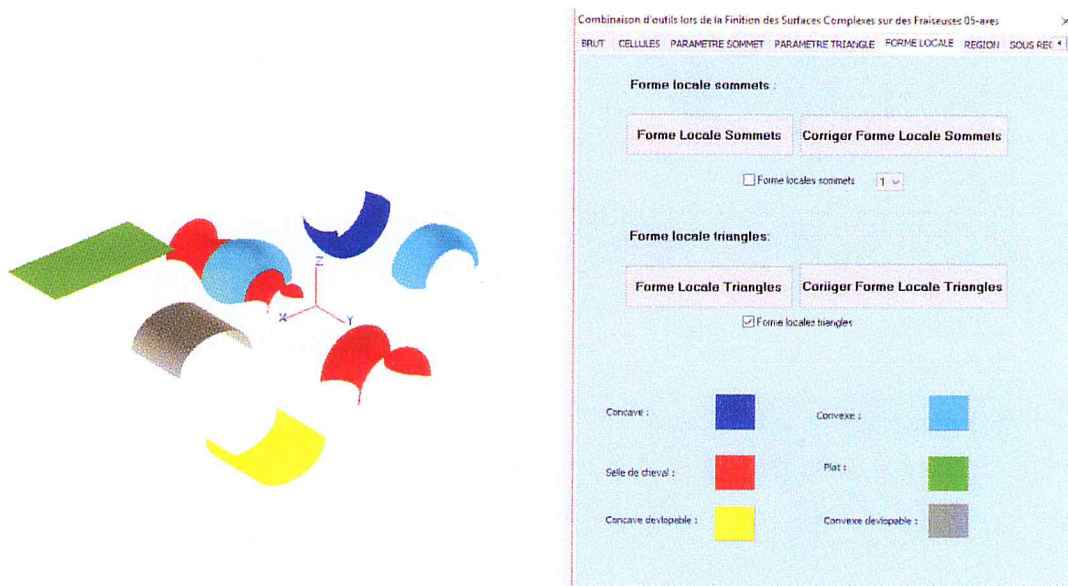 Combinaison d'outils lors de la Finition des Surfaces Complexes sur des Fraiseuses 05-axes
BRUT CELLULES PARAMETRE SOMMET PARAMETRE TRIANGLE FORME LOCALE REGION SOUS REG
Forme locale sommets :
Forme Locale Sommets Corriger Forme Locale Sommets
Forme locales sommets 1
Forme locale triangles:
Forme Locale Triangles Coriiger Forme Locale Triangles
Forme locales triangles
Z
X Y
Concave : Convexe :
Selle de cheval : Plat :
Concave devlopable : Convexe devlopable :